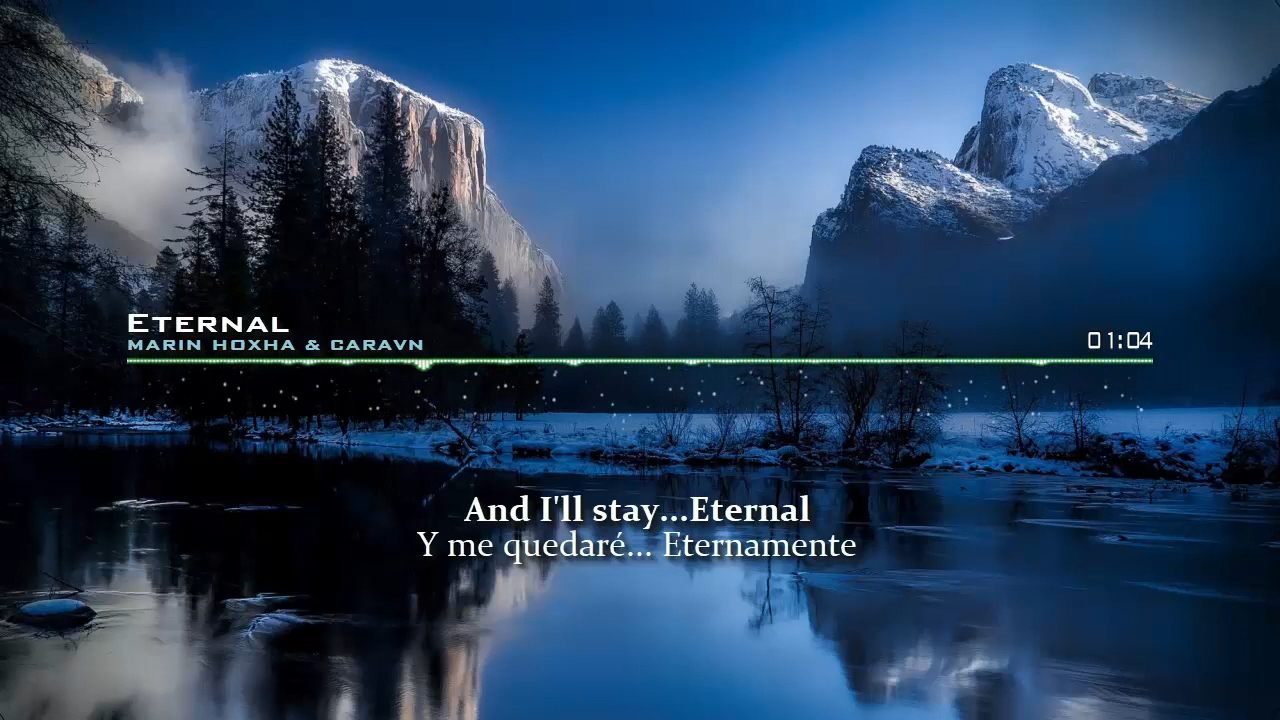 Eternal
Marin Hoxha & Caravn
01:04
And I'll stay...Eternal
Y me quedaré... Eternamente